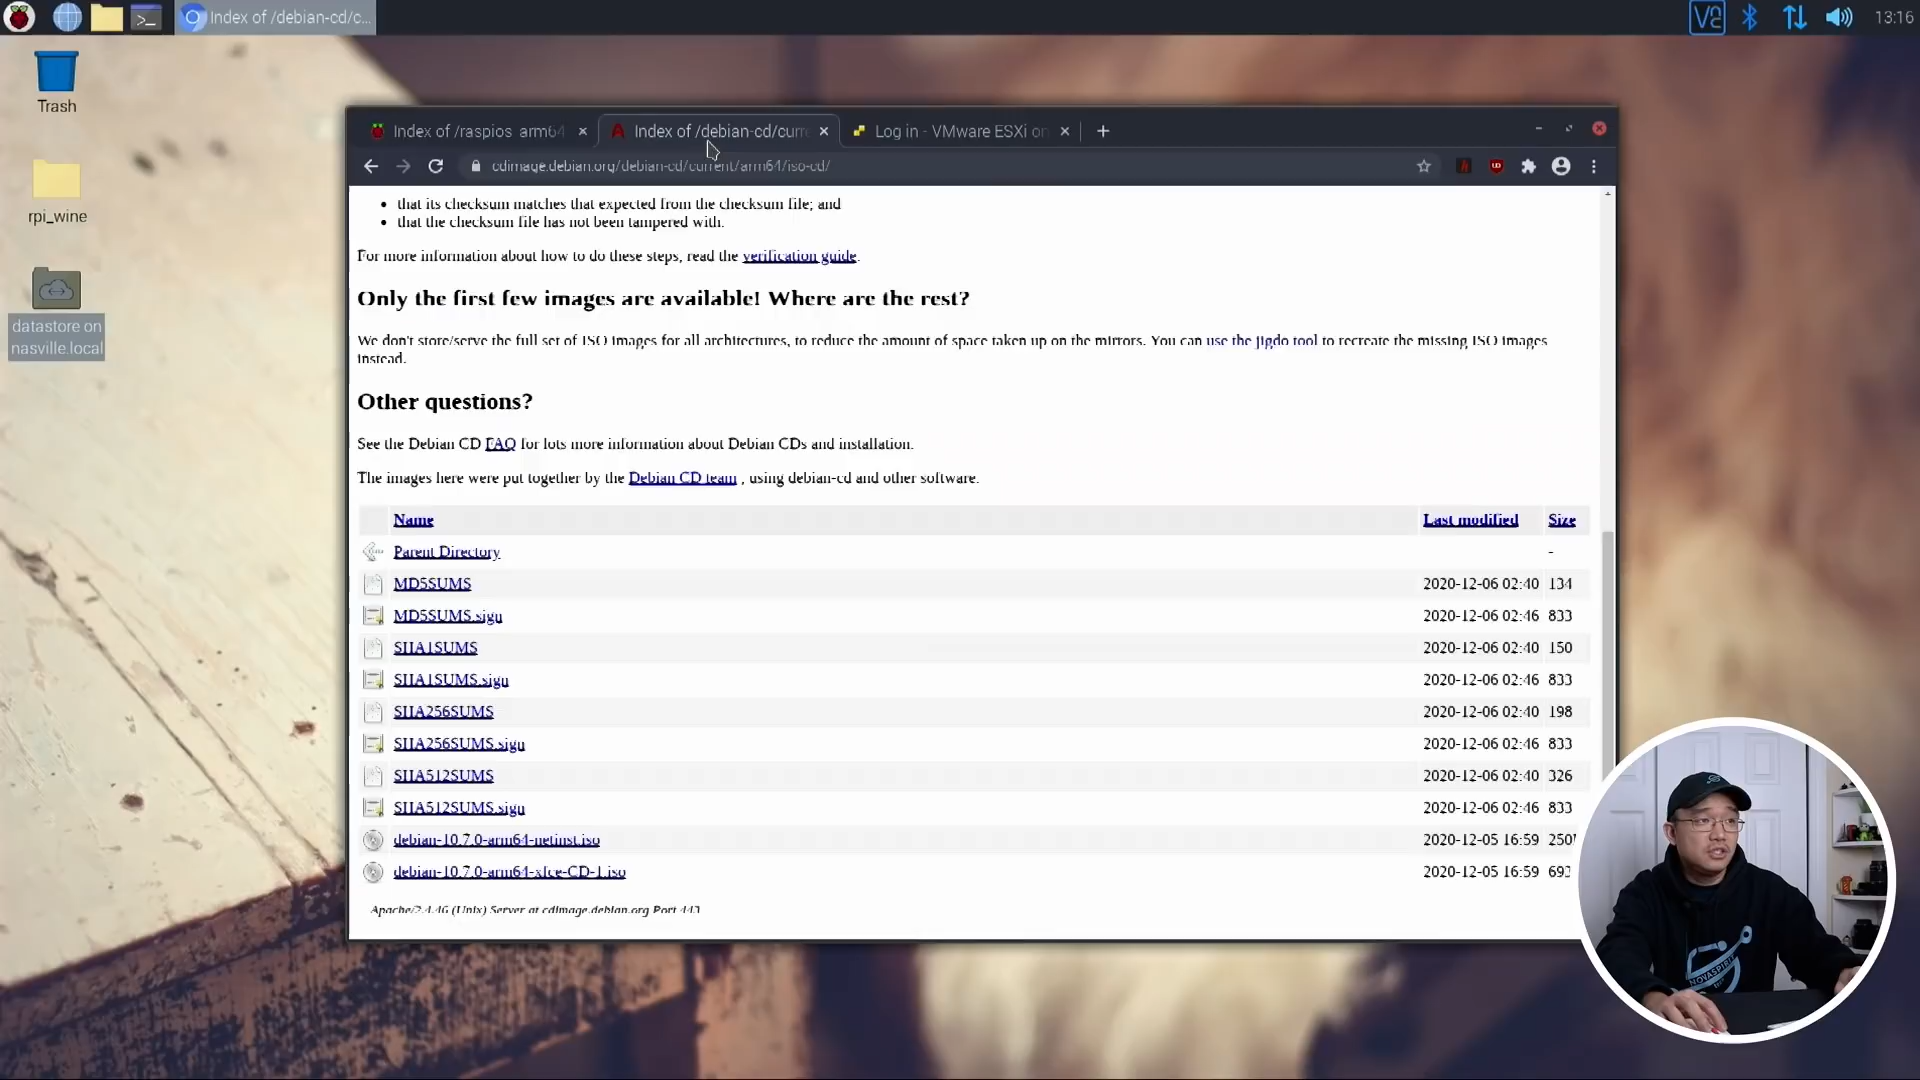 Index of /debian-cd/c...
13:16
Trash
rpi_wine
datastore on
nasville.local
Index of /raspios_arm64
Index of /debian-cd/curre
Log in - VMware ESXi on
cdimage.debian.org/debian-cd/current/arm64/iso-cd/
that its checksum matches that expected from the checksum file; and
that the checksum file has not been tampered with.
For more information about how to do these steps, read the verification guide.
Only the first few images are available! Where are the rest?
We don't store/serve the full set of ISO images for all architectures, to reduce the amount of space taken up on the mirrors. You can use the jigdo tool to recreate the missing ISO images
instead.
Other questions?
See the Debian CD FAQ for lots more information about Debian CDs and installation.
The images here were put together by the Debian CD team , using debian-cd and other software.
Name Last modified Size
Parent Directory -
MD5SUMS 2020-12-06 02:40 134
MD5SUMS.sign 2020-12-06 02:46 833
SHA1SUMS 2020-12-06 02:40 150
SHA1SUMS.sign 2020-12-06 02:46 833
SHA256SUMS 2020-12-06 02:40 198
SHA256SUMS.sign 2020-12-06 02:46 833
SHA512SUMS 2020-12-06 02:40 326
SHA512SUMS.sign 2020-12-06 02:46 833
debian-10.7.0-arm64-netinst.iso 2020-12-05 16:59 250
debian-10.7.0-arm64-xfce-CD-1.iso 2020-12-05 16:59 693
Apache/2.4.46 (Unix) Server at cdimage.debian.org Port 443
NOVASPIRIT